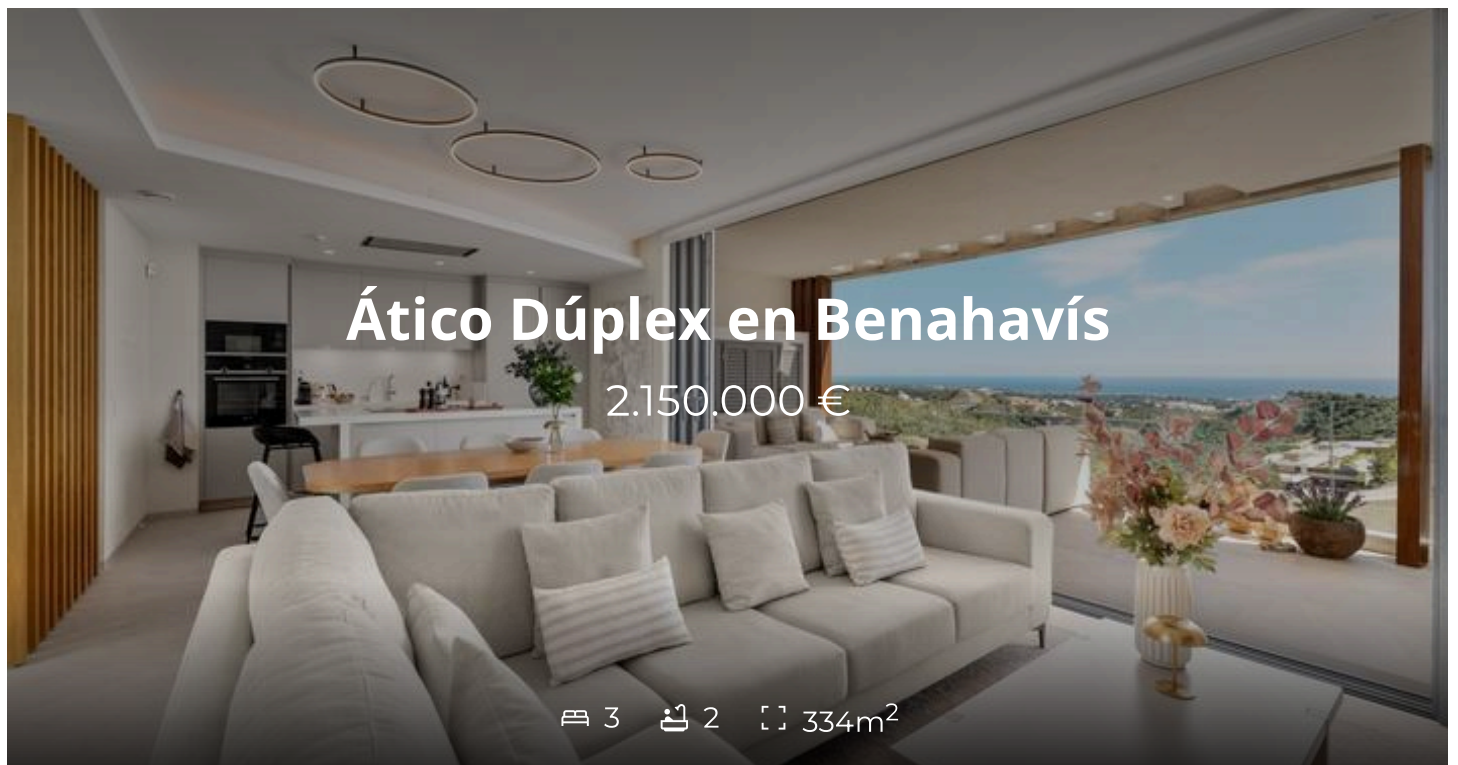 Ático Dúplex en Benahavís
2.150.000 €
3 2 334m²